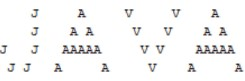 J    A    V     V    A
   J   A A    V   V    A A
J  J  AAAAA    V V    AAAAA
 J J A     A    V    A     A